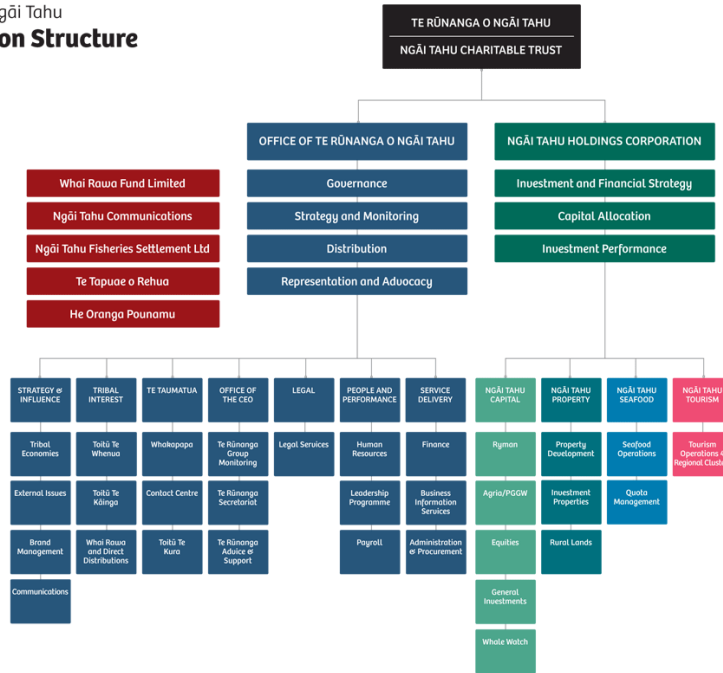 gāi Tahu
on Structure
TE RŪNANGA O NGĀI TAHU
NGĀI TAHU CHARITABLE TRUST
OFFICE OF TE RŪNANGA O NGĀI TAHU
NGĀI TAHU HOLDINGS CORPORATION
Whai Rawa Fund Limited
Ngāi Tahu Communications
Ngāi Tahu Fisheries Settlement Ltd
Te Tapuae o Rehua
He Oranga Pounamu
Governance
Strategy and Monitoring
Distribution
Representation and Advocacy
Investment and Financial Strategy
Capital Allocation
Investment Performance
STRATEGY &
INFLUENCE
Tribal
Economies
External Issues
Brand
Management
Communications
TRIBAL
INTEREST
Toitū Te
Whenua
Toitū Te
Kāinga
Whai Rawa
and Direct
Distributions
TE TAUMATUA
Whakapapa
Contact Centre
Toitū Te
Kura
OFFICE OF
THE CEO
Te Rūnanga
Group
Monitoring
Te Rūnanga
Secretariat
Te Rūnanga
Advice &
Support
LEGAL
Legal Services
PEOPLE AND
PERFORMANCE
Human
Resources
Leadership
Programme
Payroll
SERVICE
DELIVERY
Finance
Business
Information
Services
Administration
& Procurement
NGĀI TAHU
CAPITAL
Ryman
Agria/PGGW
Equities
General
Investments
Whale Watch
NGĀI TAHU
PROPERTY
Property
Development
Investment
Properties
Rural Lands
NGĀI TAHU
SEAFOOD
Seafood
Operations
Quota
Management
NGĀI TAHU
TOURISM
Tourism
Operations
Regional Cluste